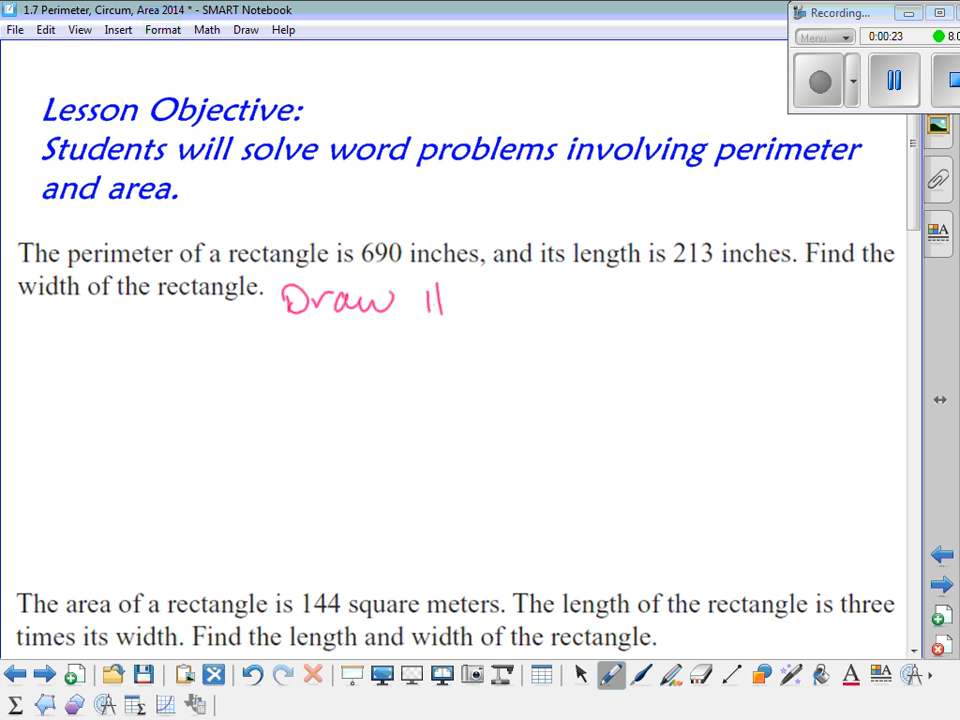 1.7 Perimeter, Circum, Area 2014 * - SMART Notebook
File Edit View Insert Format Math Draw Help
Recording...
Menu
0:00:23
8.0
Lesson Objective:
Students will solve word problems involving perimeter
and area.
The perimeter of a rectangle is 690 inches, and its length is 213 inches. Find the
width of the rectangle.
Draw
The area of a rectangle is 144 square meters. The length of the rectangle is three
times its width. Find the length and width of the rectangle.